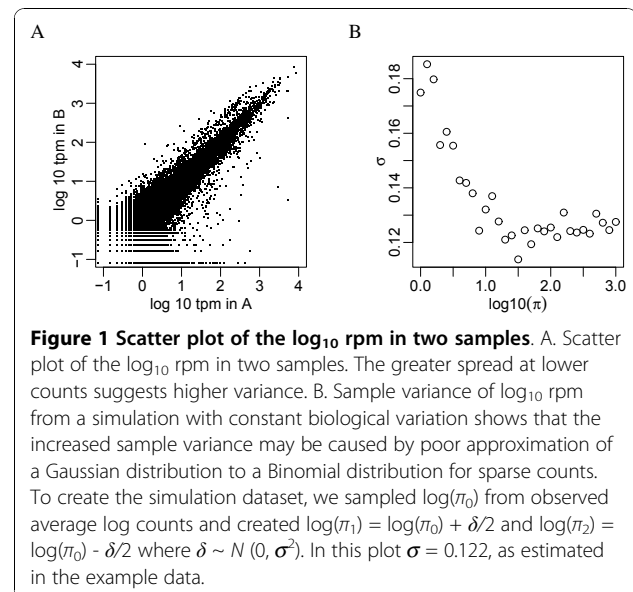 A
B
4
3
2
1
0
−1
log 10 tpm in B
−1 0 1 2 3 4
log 10 tpm in A
0.18
0.16
0.14
0.12
σ
0.0 1.0 2.0 3.0
log10(π)
Figure 1 Scatter plot of the log10 rpm in two samples. A. Scatter
plot of the log10 rpm in two samples. The greater spread at lower
counts suggests higher variance. B. Sample variance of log10 rpm
from a simulation with constant biological variation shows that the
increased sample variance may be caused by poor approximation of
a Gaussian distribution to a Binomial distribution for sparse counts.
To create the simulation dataset, we sampled log(π0) from observed
average log counts and created log(π1) = log(π0) + δ/2 and log(π2) =
log(π0) - δ/2 where δ ~ N (0, σ2). In this plot σ = 0.122, as estimated
in the example data.